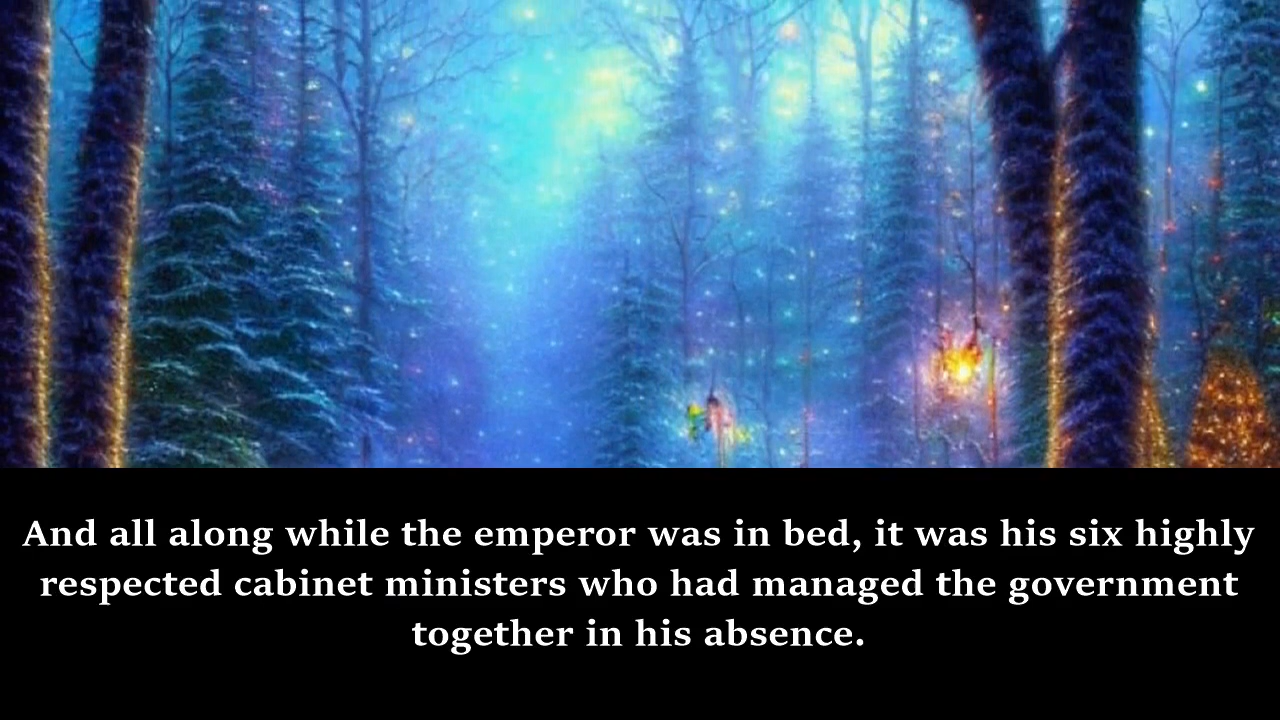 And all along while the emperor was in bed, it was his six highly
respected cabinet ministers who had managed the government
together in his absence.